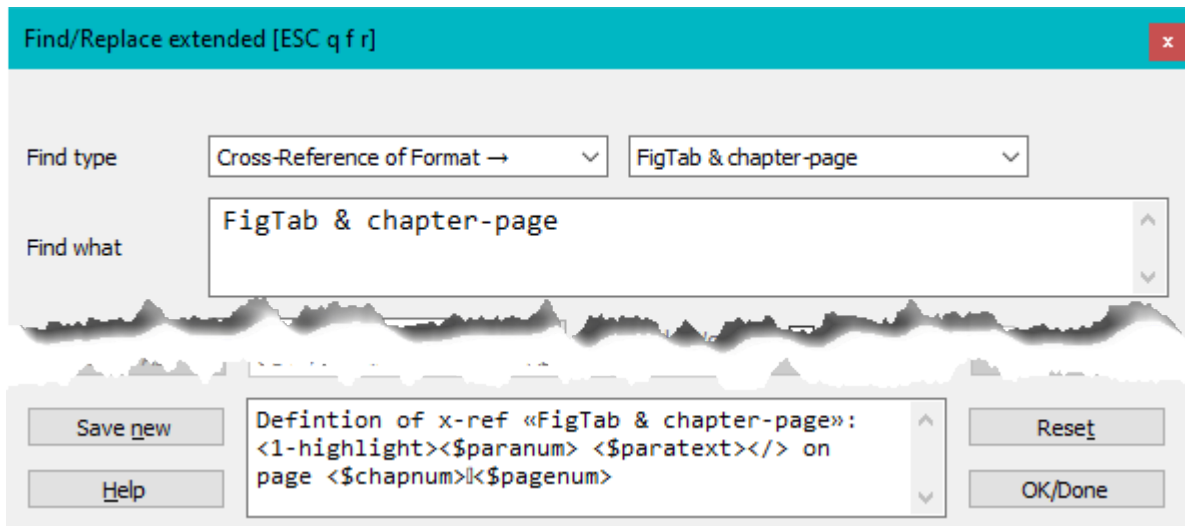 Find/Replace extended [ESC q f r]
x
Find type
Cross-Reference of Format →
FigTab & chapter-page
Find what
FigTab & chapter-page
Save new
Defintion of x-ref «FigTab & chapter-page»:
<1-highlight><$paranum> <$paratext></> on
page <$chapnum>▯<$pagenum>
Reset
Help
OK/Done